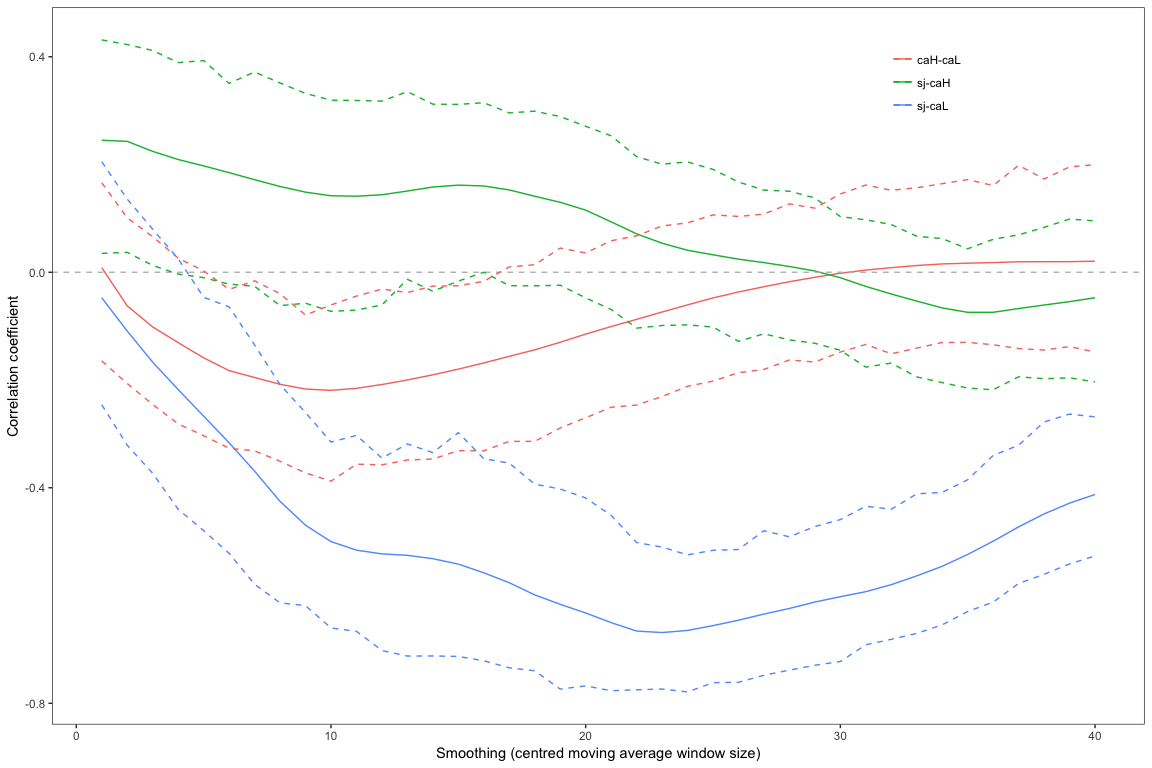 0.4
0.0
-0.4
-0.8
Correlation coefficient
caH-caL
sj-caH
sj-caL
0
10
20
30
40
Smoothing (centred moving average window size)